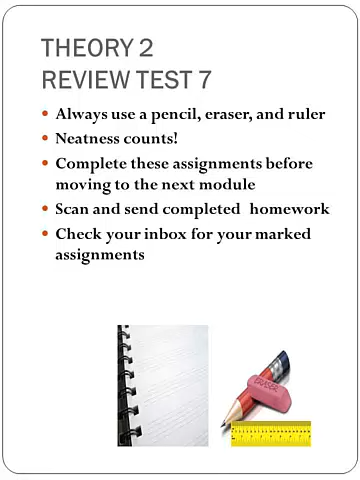 THEORY 2
REVIEW TEST 7
• Always use a pencil, eraser, and ruler
• Neatness counts!
• Complete these assignments before
moving to the next module
• Scan and send completed  homework
• Check your inbox for your marked
assignments
ERASER